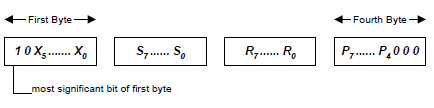 First Byte Fourth Byte
1 0 X5....... X0 S7...... S0 R7...... R0 P7...... P4 0 0 0
most significant bit of first byte